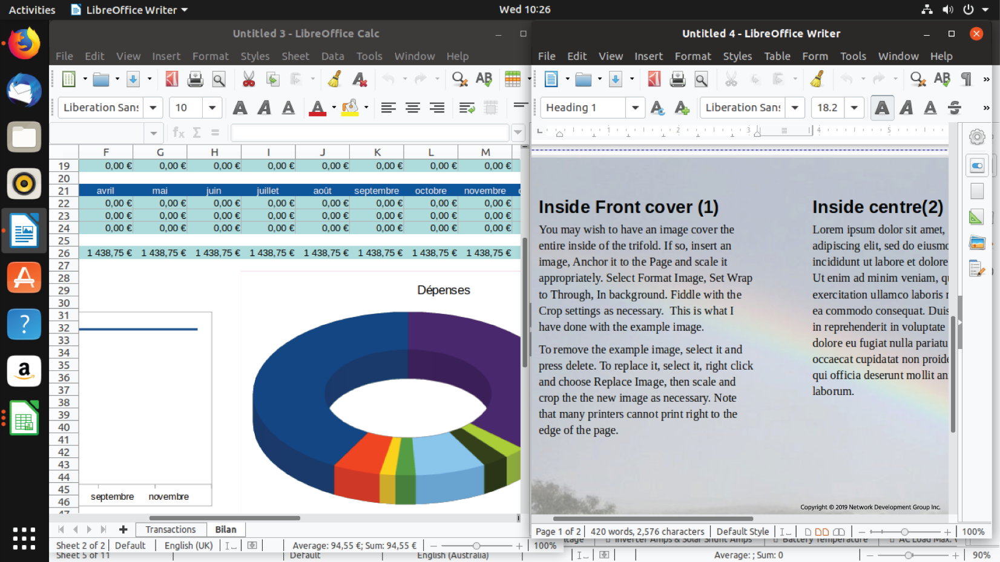 Activities
LibreOffice Writer
Wed 10:26
Untitled 3 - LibreOffice Calc
File Edit View Insert Format Styles Sheet Data Tools Window Help
Liberation Sans
10
F G H I J K L M
19 0,00 € 0,00 € 0,00 € 0,00 € 0,00 € 0,00 € 0,00 € 0,00 €
20
21 avril mai juin juillet août septembre octobre novembre
22 0,00 € 0,00 € 0,00 € 0,00 € 0,00 € 0,00 € 0,00 € 0,00 €
23 0,00 € 0,00 € 0,00 € 0,00 € 0,00 € 0,00 € 0,00 € 0,00 €
24 0,00 € 0,00 € 0,00 € 0,00 € 0,00 € 0,00 € 0,00 € 0,00 €
25
26 1 438,75 € 1 438,75 € 1 438,75 € 1 438,75 € 1 438,75 € 1 438,75 € 1 438,75 € 1 438,75 €
27
28
29
30
31
32
33
34
35
36
37
38
39
40
41
42
43
44
45
46
47
Dépenses
septembre novembre
Transactions Bilan
Sheet 2 of 2 Default English (UK) Average: 94,55 €; Sum: 94,55 € 100%
Sheet 5 of 11 Default English (Australia) Average: ; Sum: 0 90%
Untitled 4 - LibreOffice Writer
File Edit View Insert Format Styles Table Form Tools Window Help
Heading 1
Liberation Sans
18.2
1 2 3 4 5
Inside Front cover (1)
You may wish to have an image cover the
entire inside of the trifold. If so, insert an
image, Anchor it to the Page and scale it
appropriately. Select Format Image, Set Wrap
to Through, In background. Fiddle with the
Crop settings as necessary.  This is what I
have done with the example image.
To remove the example image, select it and
press delete. To replace it, select it, right click
and choose Replace Image, then scale and
crop the the new image as necessary. Note
that many printers cannot print right to the
edge of the page.
Inside centre(2)
Lorem ipsum dolor sit amet,
adipiscing elit, sed do eiusmo
incididunt ut labore et dolore
Ut enim ad minim veniam, qu
exercitation ullamco laboris n
ea commodo consequat. Duis
in reprehenderit in voluptate
dolore eu fugiat nulla pariatu
occaecat cupidatat non proide
qui officia deserunt mollit an
laborum.
Copyright © 2019 Network Development Group Inc.
Page 1 of 2 420 words, 2,576 characters Default Style 100%
Inverter Amps & Solar Shunt Amps Battery Temperature AC Load Max.